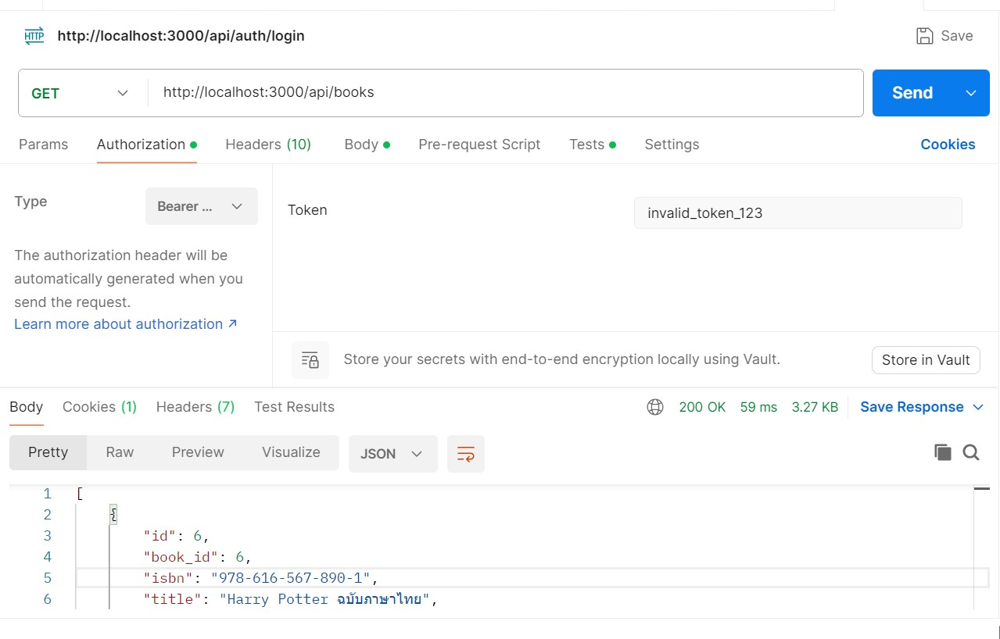 HTTP http://localhost:3000/api/auth/login Save
GET http://localhost:3000/api/books Send
Params Authorization Headers (10) Body Pre-request Script Tests Settings Cookies
Type Bearer ... Token invalid_token_123
The authorization header will be
automatically generated when you
send the request.
Learn more about authorization ↗
Store your secrets with end-to-end encryption locally using Vault. Store in Vault
Body Cookies (1) Headers (7) Test Results 200 OK 59 ms 3.27 KB Save Response
Pretty Raw Preview Visualize JSON
1 [
2 {
3 "id": 6,
4 "book_id": 6,
5 "isbn": "978-616-567-890-1",
6 "title": "Harry Potter ฉบับภาษาไทย",